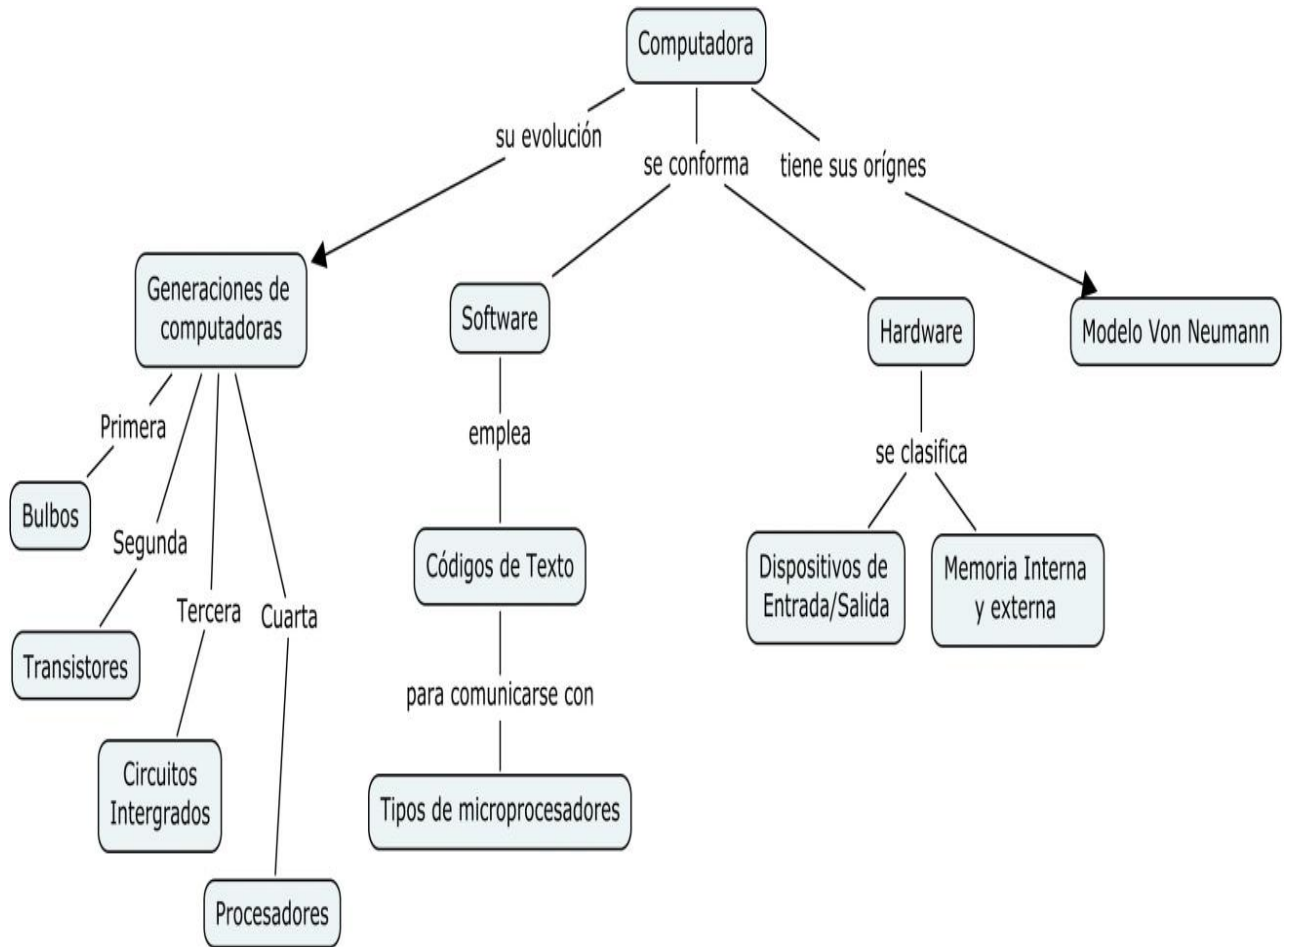 Computadora
su evolución
se conforma
tiene sus orígnes
Generaciones de
computadoras
Software
Hardware
Modelo Von Neumann
Primera
emplea
se clasifica
Bulbos
Segunda
Códigos de Texto
Dispositivos de
Entrada/Salida
Memoria Interna
y externa
Tercera
Cuarta
Transistores
para comunicarse con
Circuitos
Intergrados
Tipos de microprocesadores
Procesadores